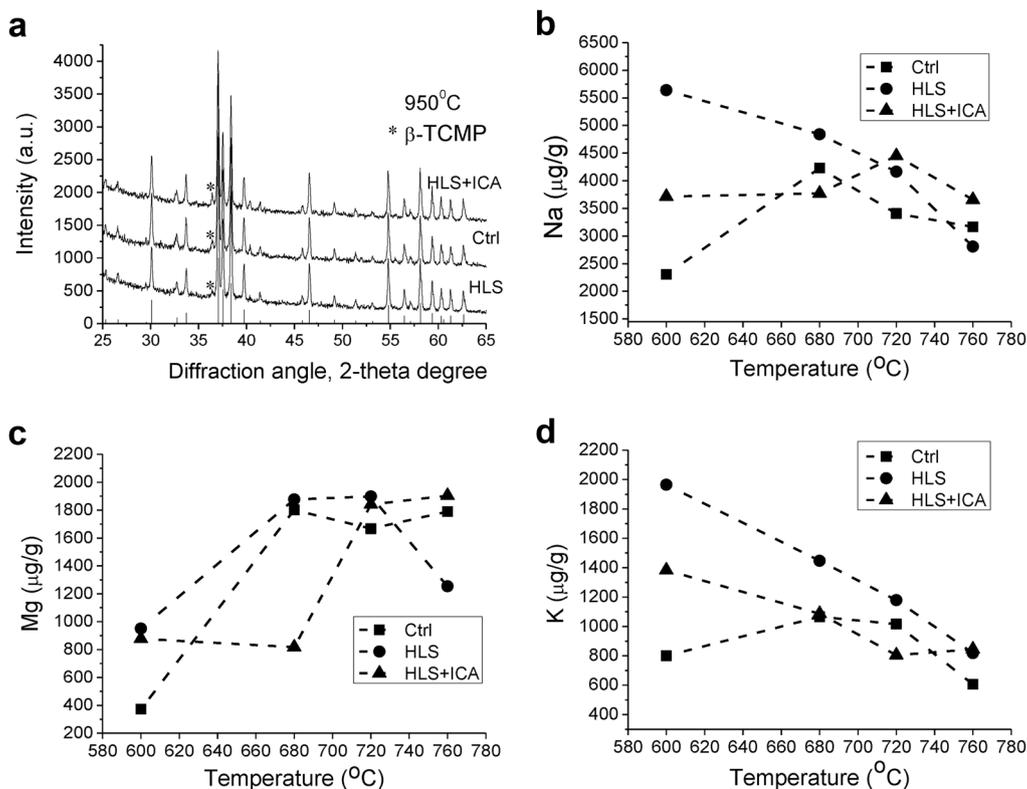 a
Intensity (a.u.)
4000
3500
3000
2500
2000
1500
1000
500
0
950⁰C
* β-TCMP
*
HLS+ICA
*
Ctrl
*
HLS
25 30 35 40 45 50 55 60 65
Diffraction angle, 2-theta degree
b
Na (μg/g)
6500
6000
5500
5000
4500
4000
3500
3000
2500
2000
1500
Ctrl
HLS
HLS+ICA
580 600 620 640 660 680 700 720 740 760 780
Temperature (⁰C)
c
Mg (μg/g)
2200
2000
1800
1600
1400
1200
1000
800
600
400
200
Ctrl
HLS
HLS+ICA
580 600 620 640 660 680 700 720 740 760 780
Temperature (⁰C)
d
K (μg/g)
2200
2000
1800
1600
1400
1200
1000
800
600
400
Ctrl
HLS
HLS+ICA
580 600 620 640 660 680 700 720 740 760 780
Temperature (⁰C)